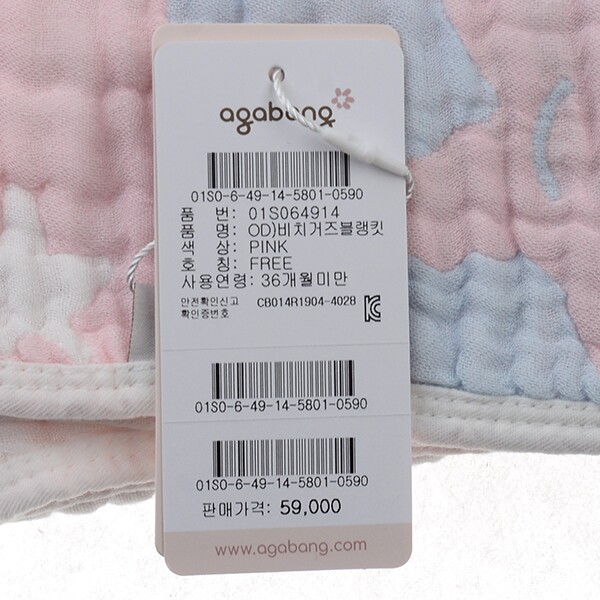 agabang
01S0-6-49-14-5801-0590
품 번: 01S064914
품 명: OD)비치거즈블랭킷
색 상: PINK
호 칭: FREE
사용연령: 36개월미만
안전확인신고
확인증번호 CB014R1904-4028
01S0-6-49-14-5801-0590
01S0-6-49-14-5801-0590
판매가격: 59,000
www.agabang.com